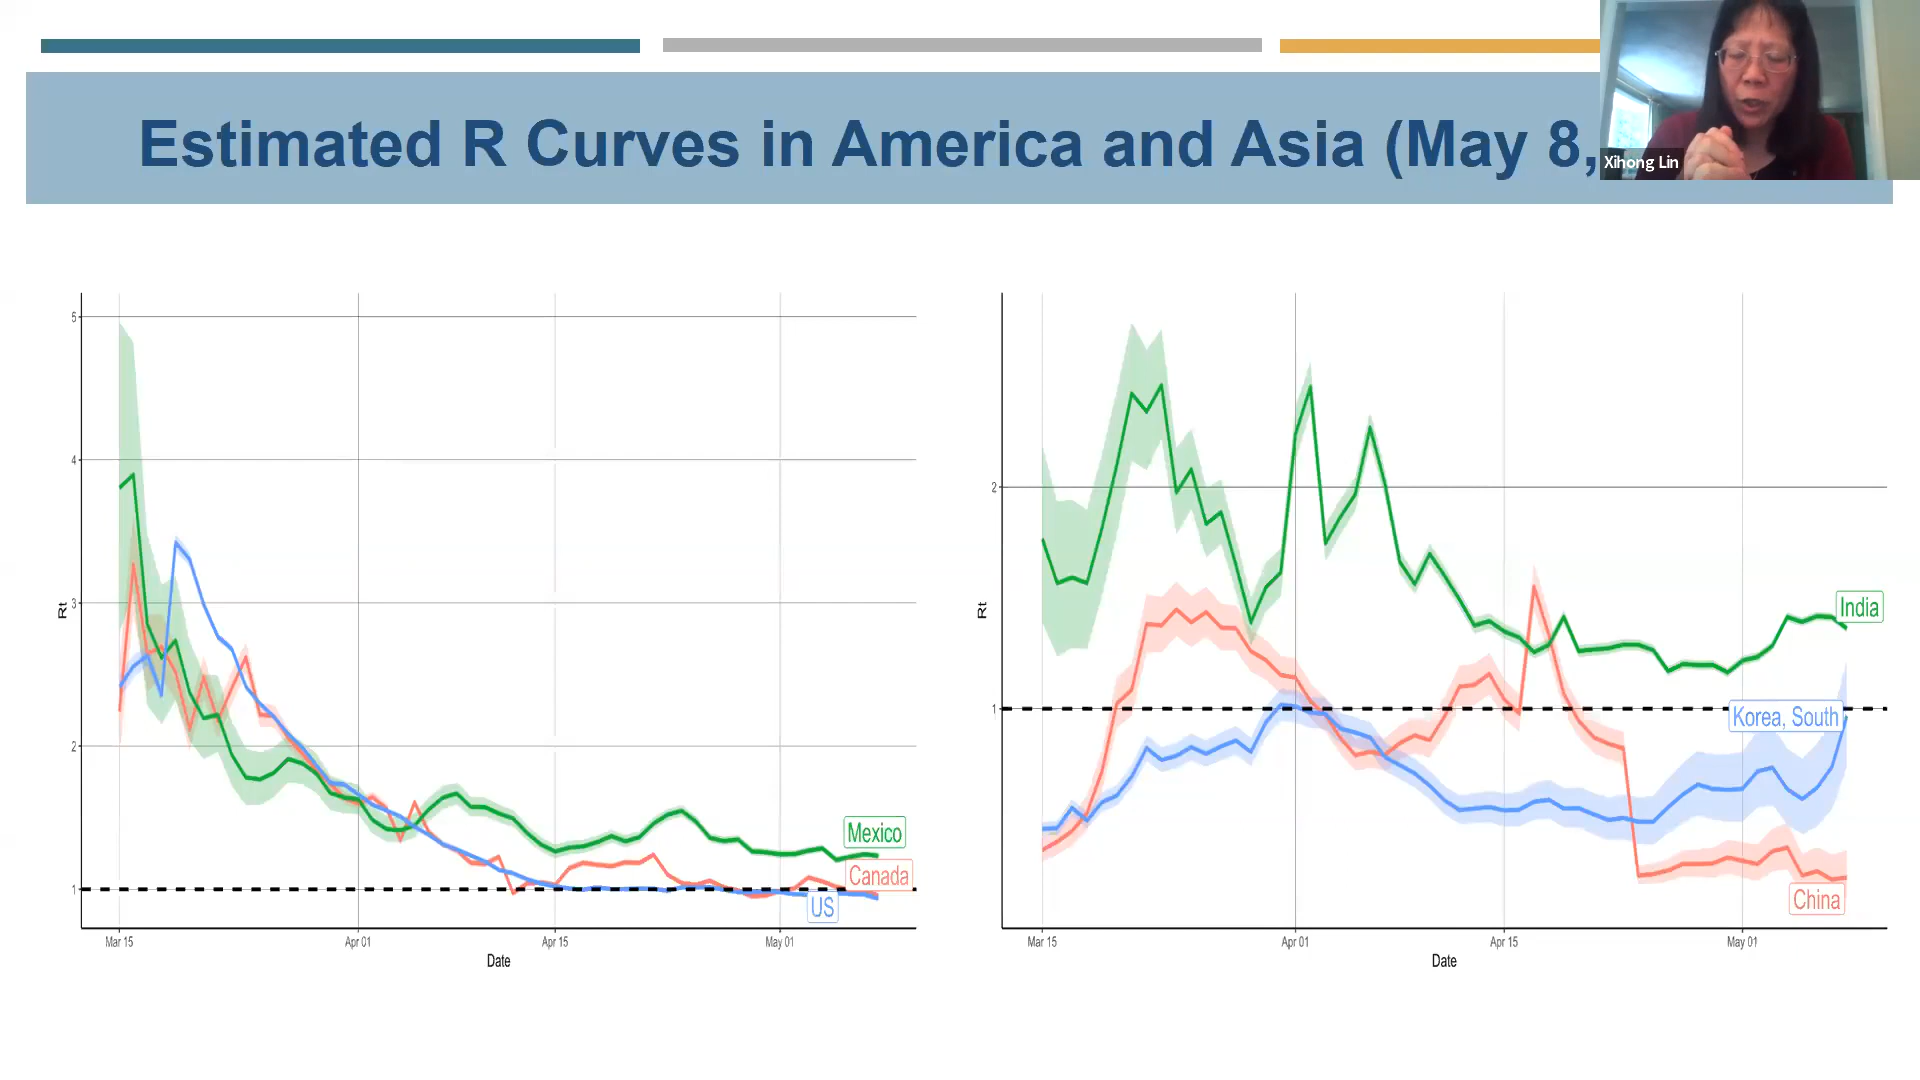 Estimated R Curves in America and Asia (May 8,
Xihong Lin
5
4
3
2
1
Rt
Mexico
Canada
US
Mar 15
Apr 01
Apr 15
May 01
Date
2
1
Rt
India
Korea, South
China
Mar 15
Apr 01
Apr 15
May 01
Date